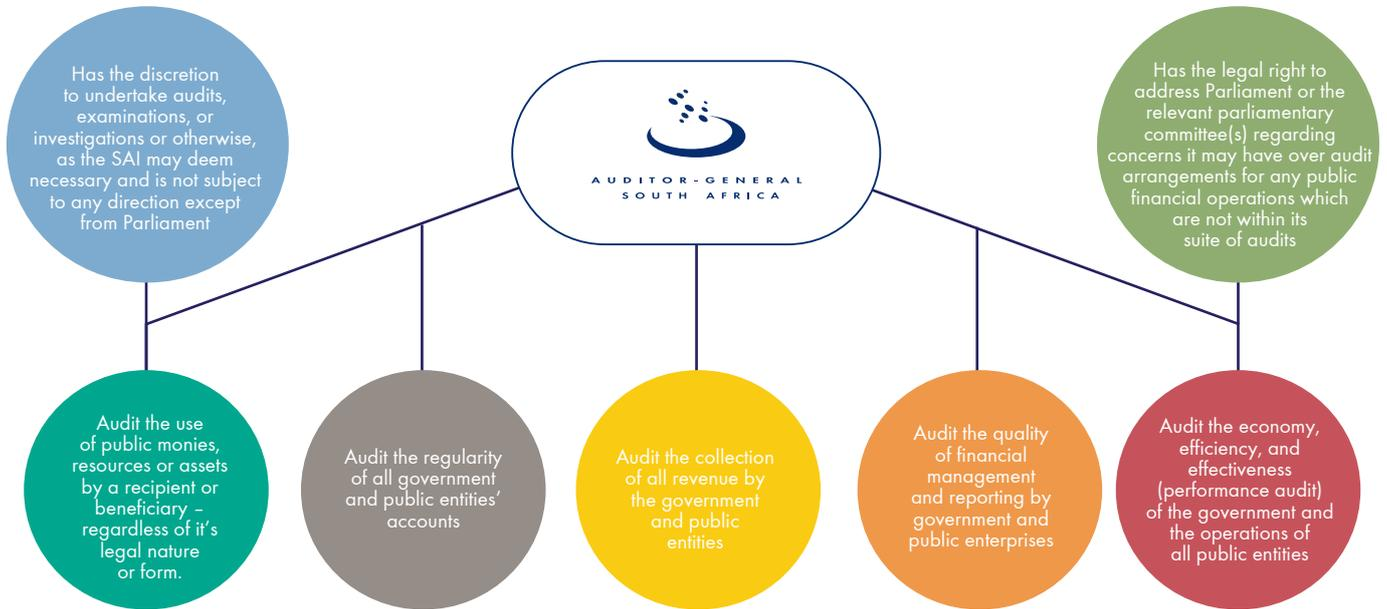 Has the discretion
to undertake audits,
examinations, or
investigations or otherwise,
as the SAI may deem
necessary and is not subject
to any direction except
from Parliament
AUDITOR-GENERAL
SOUTH AFRICA
Has the legal right to
address Parliament or the
relevant parliamentary
committee(s) regarding
concerns it may have over audit
arrangements for any public
financial operations which
are not within its
suite of audits
Audit the use
of public monies,
resources or assets
by a recipient or
beneficiary –
regardless of it's
legal nature
or form.
Audit the regularity
of all government
and public entities'
accounts
Audit the collection
of all revenue by
the government
and public
entities
Audit the quality
of financial
management
and reporting by
government and
public enterprises
Audit the economy,
efficiency, and
effectiveness
(performance audit)
of the government and
the operations of
all public entities